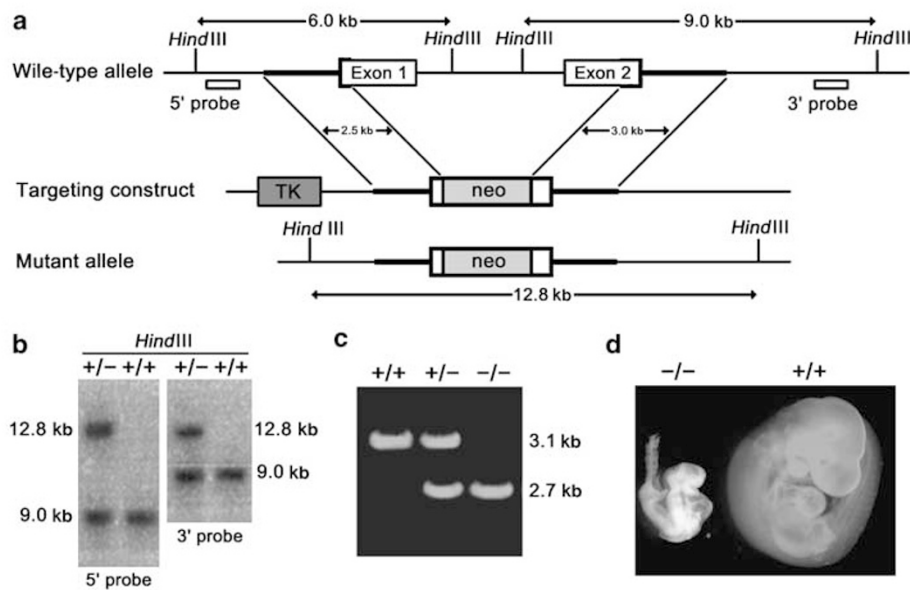 a
6.0 kb
9.0 kb
HindIII HindIII HindIII HindIII
Wile-type allele
Exon 1
Exon 2
5' probe
3' probe
2.5 kb
3.0 kb
Targeting construct
TK
neo
Hind III
Hind III
Mutant allele
neo
12.8 kb
b
HindIII
+/− +/+ +/− +/+
12.8 kb
12.8 kb
9.0 kb
9.0 kb
3' probe
5' probe
c
+/+ +/− −/−
3.1 kb
2.7 kb
d
−/− +/+